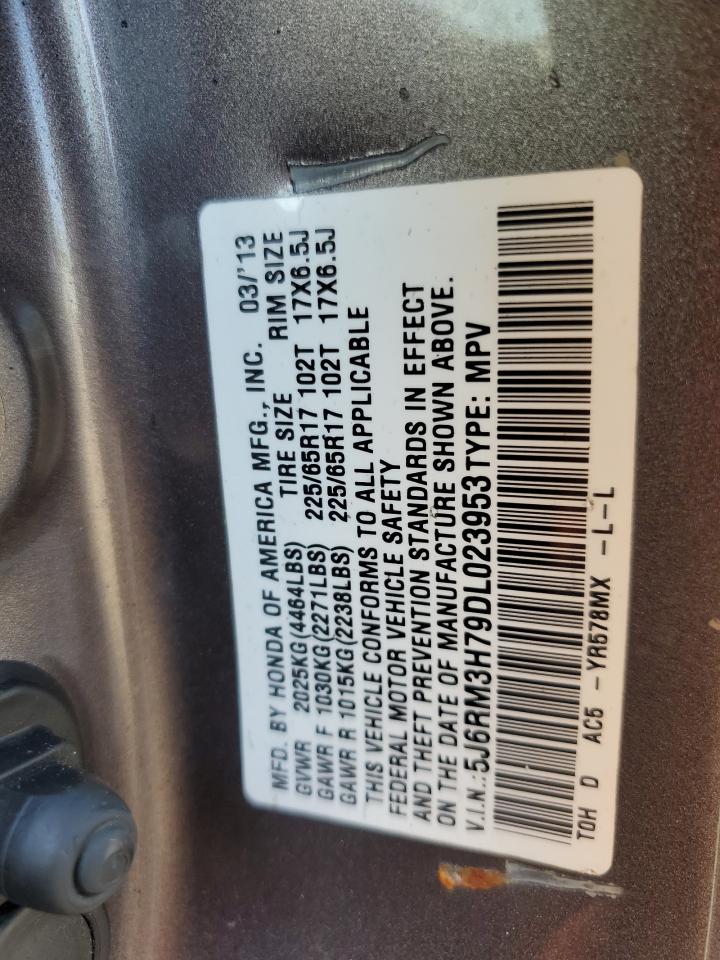 MFD. BY HONDA OF AMERICA MFG., INC. 03/'13
GVWR 2025KG(4464LBS) TIRE SIZE RIM SIZE
GAWR F 1030KG(2271LBS) 225/65R17 102T 17X6.5J
GAWR R 1015KG(2238LBS) 225/65R17 102T 17X6.5J
THIS VEHICLE CONFORMS TO ALL APPLICABLE
FEDERAL MOTOR VEHICLE SAFETY
AND THEFT PREVENTION STANDARDS IN EFFECT
ON THE DATE OF MANUFACTURE SHOWN ABOVE.
V.I.N.:5J6RM3H79DL023953 TYPE: MPV
TOH D AC5 -YR578MX -L-L